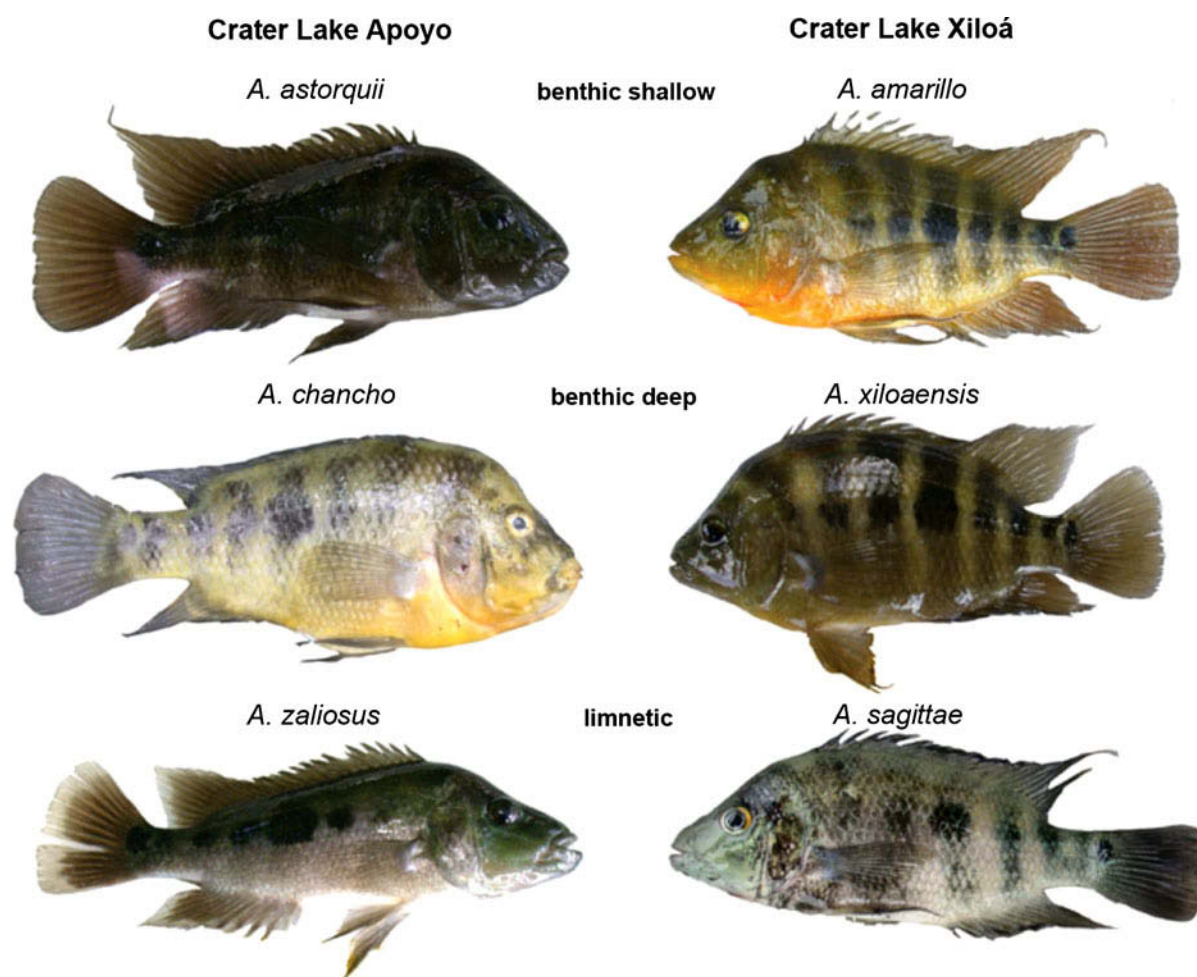 Crater Lake Apoyo
Crater Lake Xiloá
A. astorquii
benthic shallow
A. amarillo
A. chancho
benthic deep
A. xiloaensis
A. zaliosus
limnetic
A. sagittae